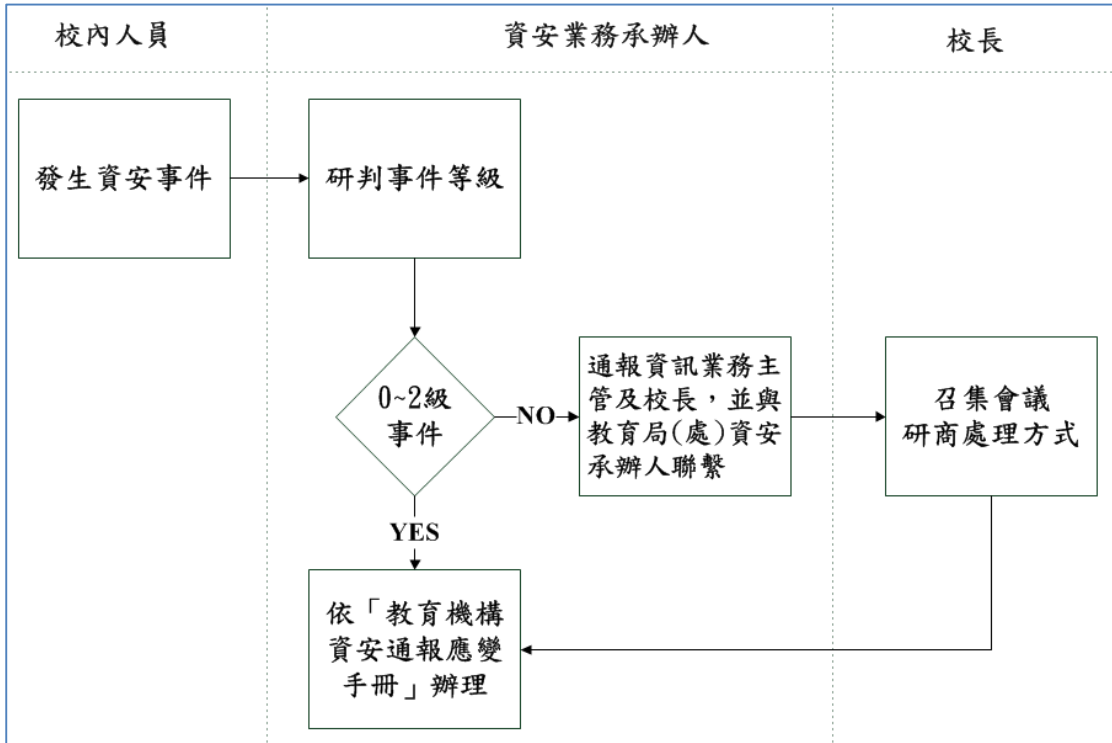 校內人員
資安業務承辦人
校長
發生資安事件
研判事件等級
0~2級
事件
NO
通報資訊業務主
管及校長，並與
教育局(處)資安
承辦人聯繫
召集會議
研商處理方式
YES
依「教育機構
資安通報應變
手冊」辦理